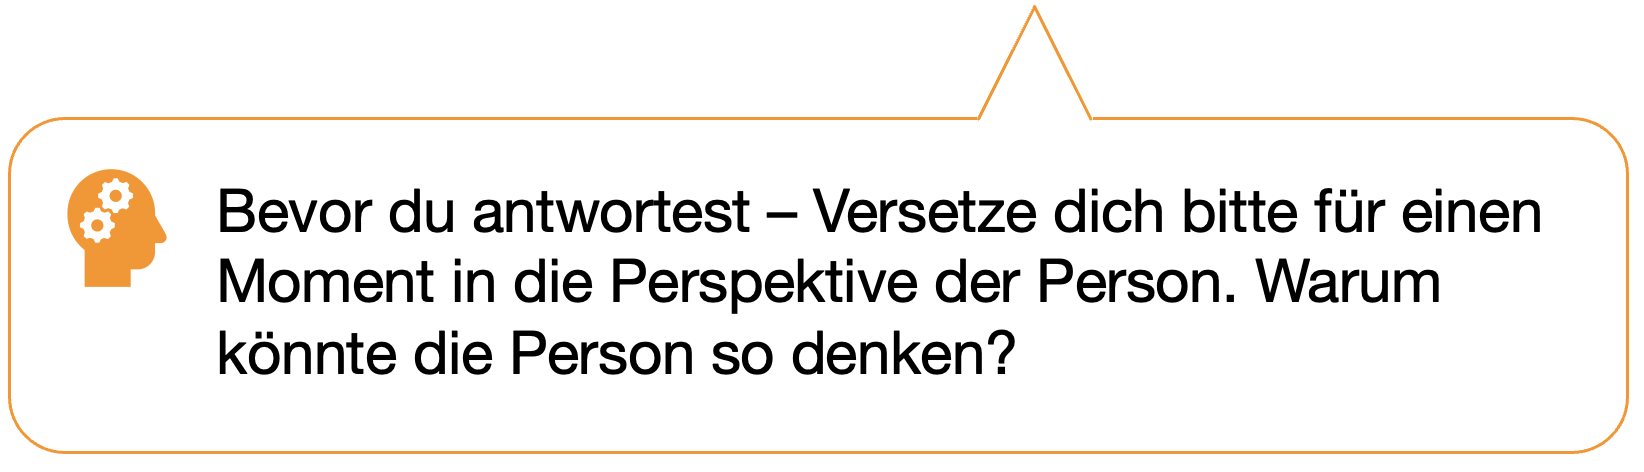 Bevor du antwortest – Versetze dich bitte für einen
Moment in die Perspektive der Person. Warum
könnte die Person so denken?